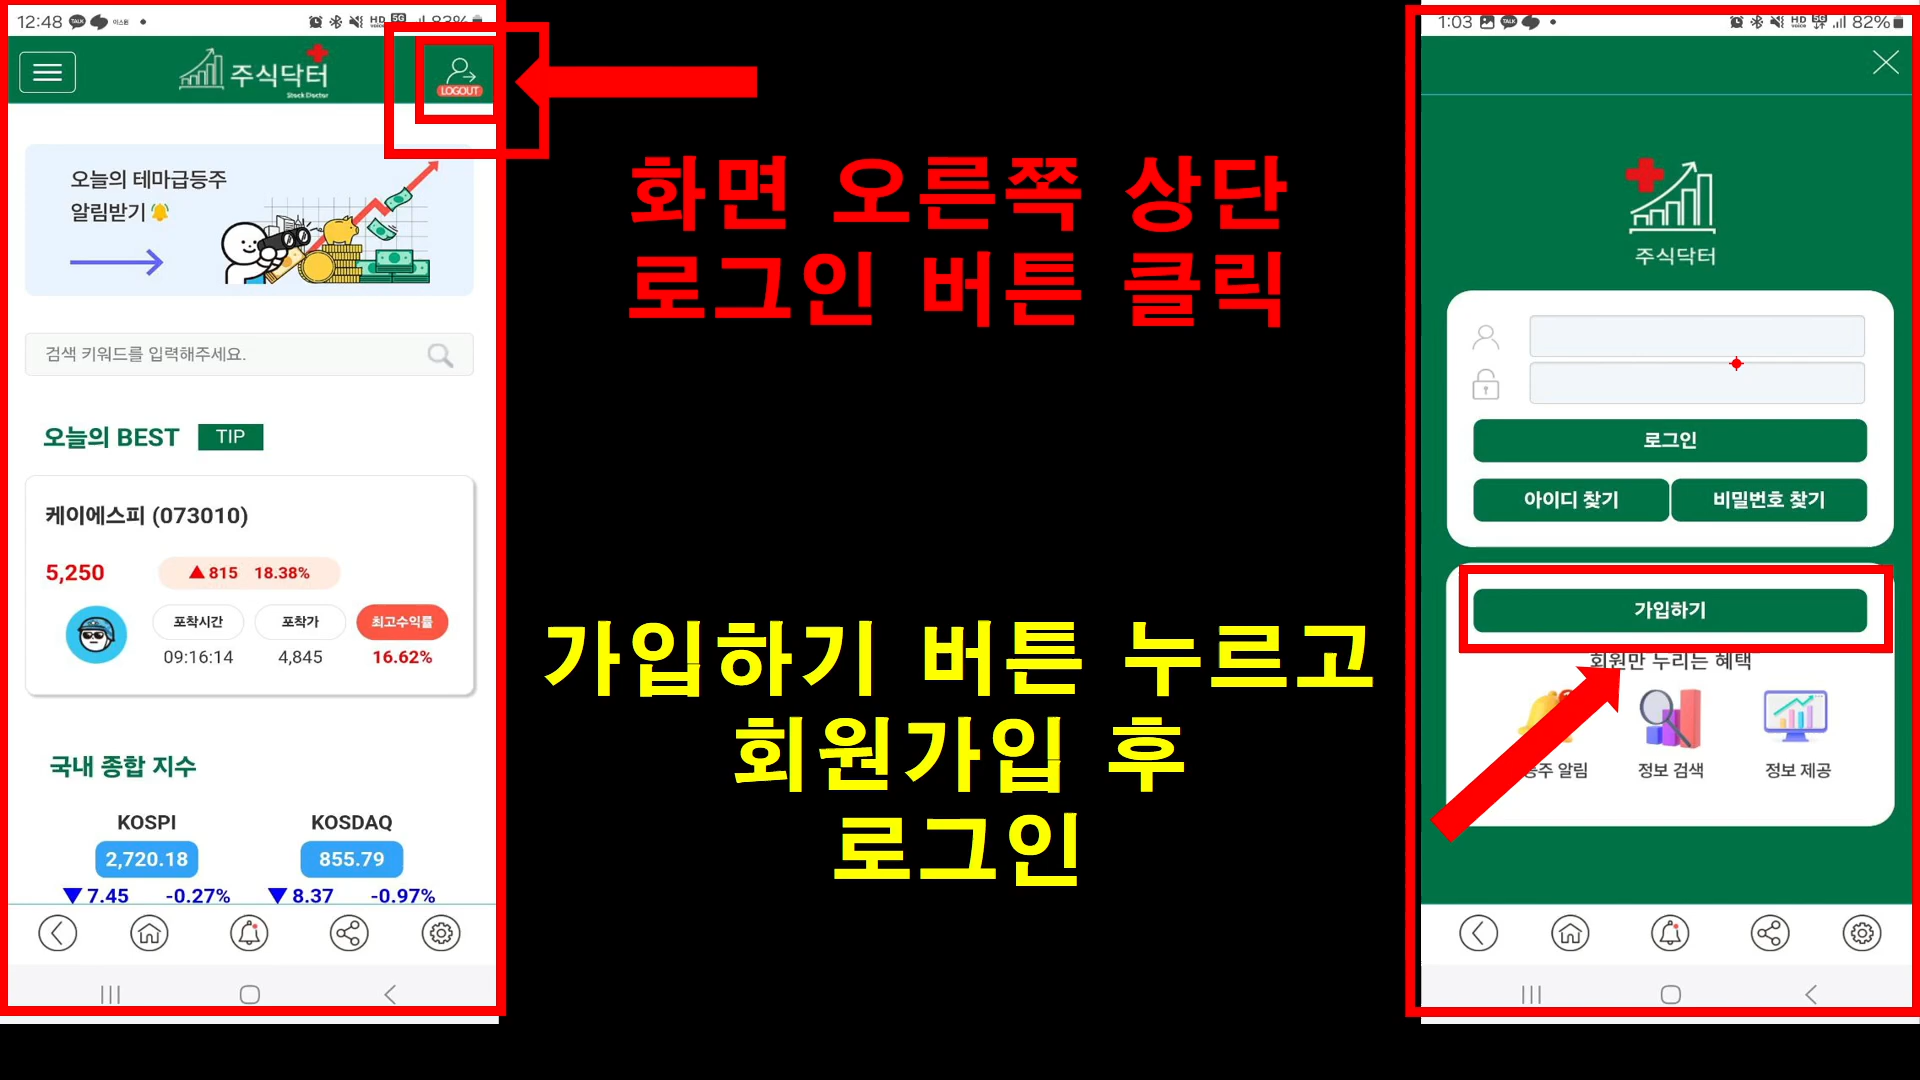 12:48
HD
5G
83%
주식닥터
Stock Doctor
LOGOUT
오늘의 테마급등주
알림받기
검색 키워드를 입력해주세요.
오늘의 BEST TIP
케이에스피 (073010)
5,250 ▲815 18.38%
포착시간 포착가 최고수익률
09:16:14 4,845 16.62%
국내 종합 지수
KOSPI KOSDAQ
2,720.18 855.79
▼7.45 -0.27% ▼8.37 -0.97%
화면 오른쪽 상단
로그인 버튼 클릭
가입하기 버튼 누르고
회원가입 후
로그인
1:03
HD
5G
82%
주식닥터
로그인
아이디 찾기 비밀번호 찾기
가입하기
회원만 누리는 혜택
알림 정보 검색 정보 제공